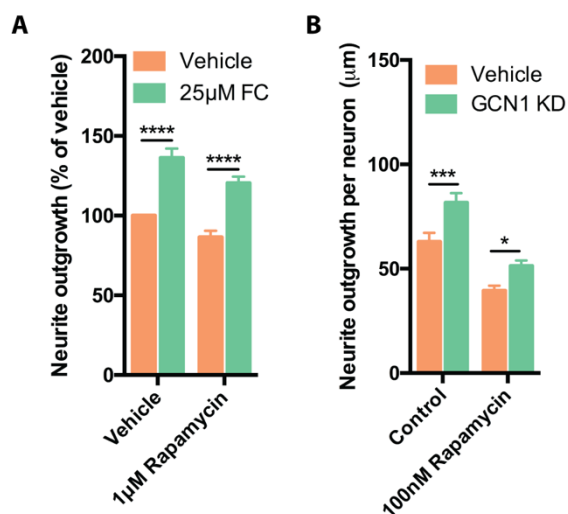 A
Neurite outgrowth (% of vehicle)
200
150
100
50
0
Vehicle
25μM FC
****
****
Vehicle
1μM Rapamycin
B
Neurite outgrowth per neuron (μm)
150
100
50
0
Vehicle
GCN1 KD
***
*
Control
100nM Rapamycin